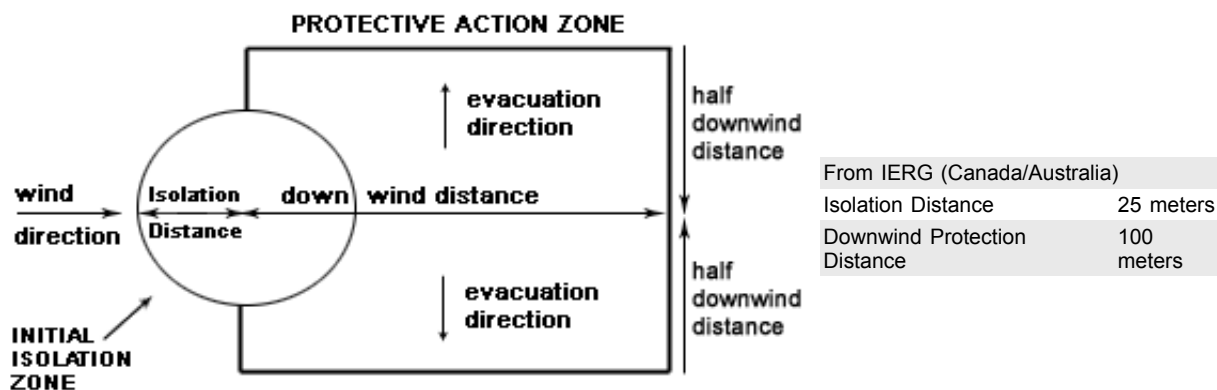 PROTECTIVE ACTION ZONE
evacuation
direction
half
downwind
distance
wind
direction
Isolation
Distance
down wind distance
evacuation
direction
half
downwind
distance
INITIAL
ISOLATION
ZONE
From IERG (Canada/Australia)
Isolation Distance 25 meters
Downwind Protection 100
Distance meters